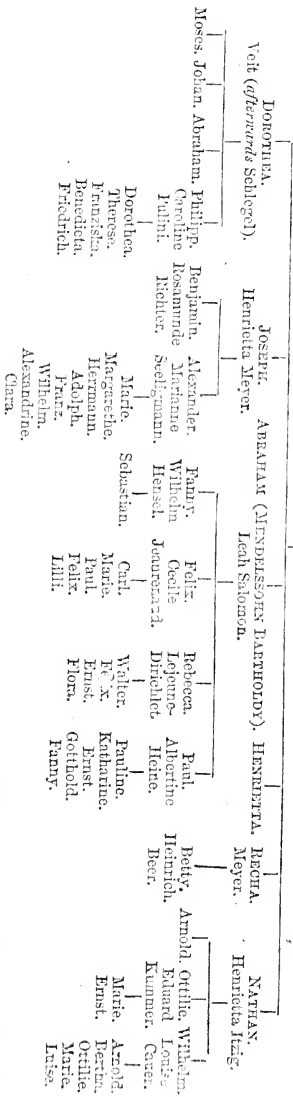 DOROTHEA. JOSEPH. ABRAHAM (MENDELSSOHN BARTHOLDY). HENRIETTA. RECHA. NATHAN.
Veit (afterwards Schlegel). Henrietta Meyer. Leah Salomon. Meyer. Henrietta Itzig.
Moses. Johan. Abraham. Philipp. Benjamin. Alexander. Fanny. Felix. Rebecca. Paul. Betty. Arnold. Ottilie. Wilhelm.
Caroline Rosamunde Marianne Wilhelm Cecile Lejeune- Albertine Heinrich Eduard Louise
Pulini. Richter. Seeligmann. Hensel. Jeaurenaud. Dirichlet Heine. Beer. Kummer. Cauer.
Dorothea. Marie. Sebastian. Carl. Walter. Pauline. Marie. Arnold.
Therese. Margarethe. Marie. Felix. Katharine. Ernst. Bertha.
Franziska. Herrmann. Paul. Ernst. Ernst. Ottilie.
Benedicta. Adolph. Felix. Flora. Gotthold. Marie.
Friedrich. Franz. Lilli. Fanny. Luise.
Wilhelm.
Alexandrine.
Clara.